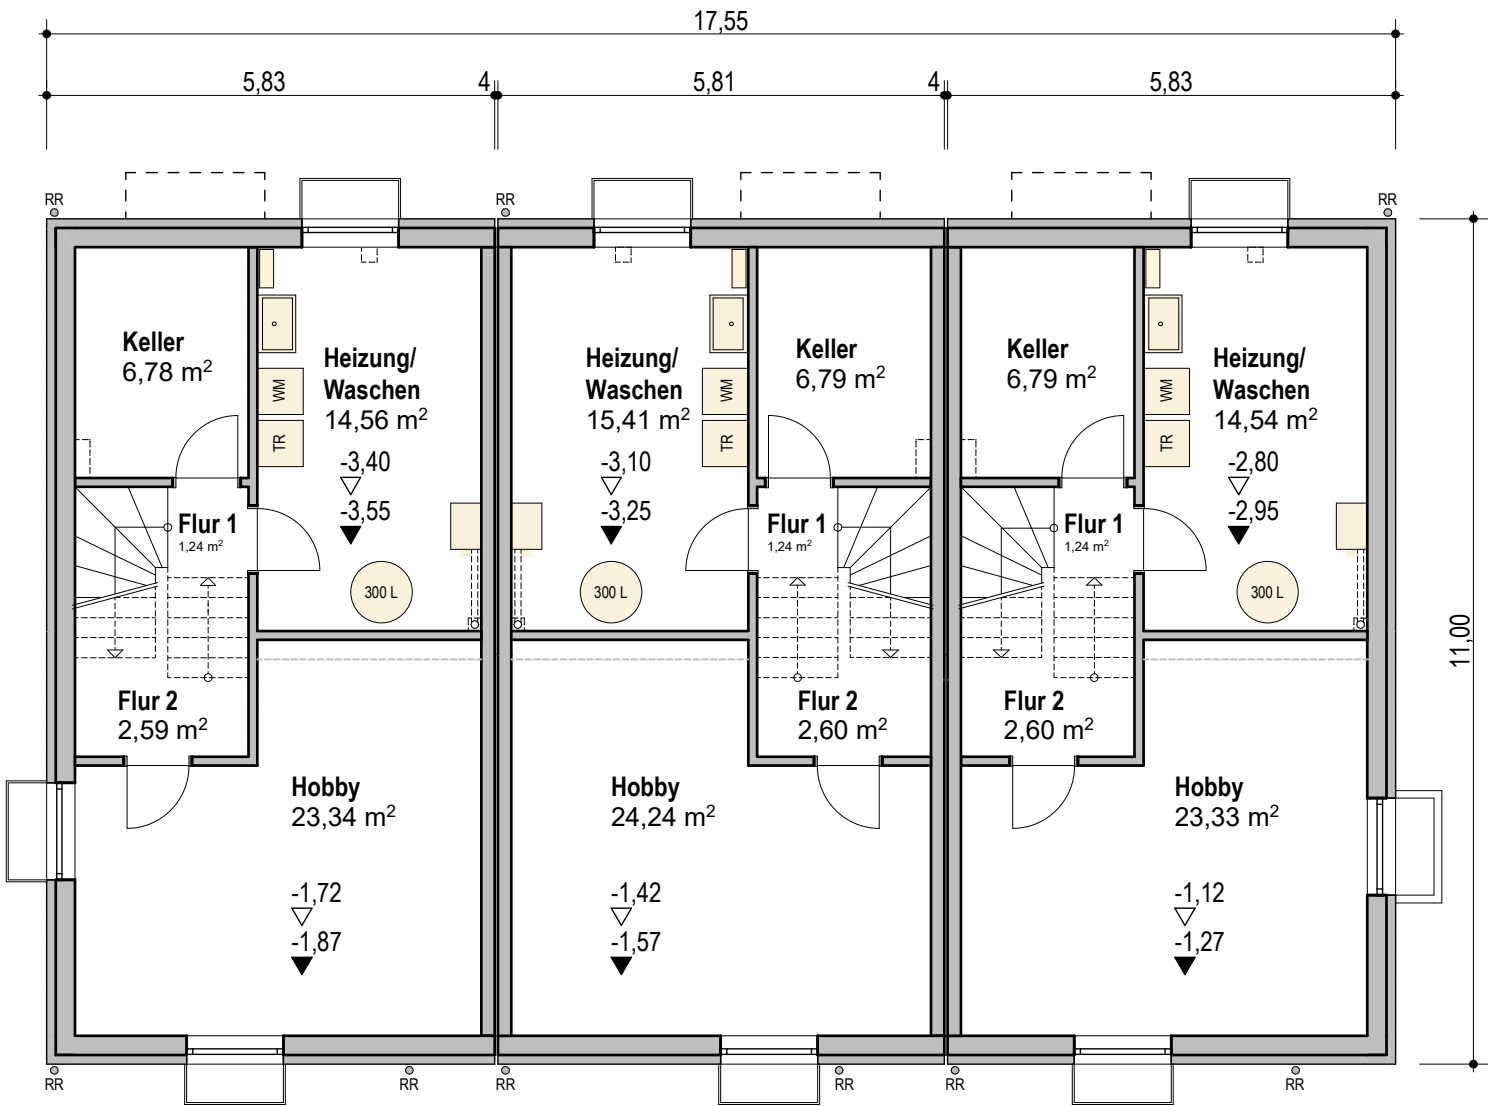 17,55
5,83
4
5,81
4
5,83
RR
RR
RR
Keller
6,78 m²
Heizung/
Waschen
14,56 m²
-3,40
-3,55
WM
TR
300 L
Flur 1
1,24 m²
Flur 2
2,59 m²
Hobby
23,34 m²
-1,72
-1,87
Heizung/
Waschen
15,41 m²
-3,10
-3,25
WM
TR
300 L
Keller
6,79 m²
Flur 1
1,24 m²
Flur 2
2,60 m²
Hobby
24,24 m²
-1,42
-1,57
Keller
6,79 m²
Heizung/
Waschen
14,54 m²
-2,80
-2,95
WM
TR
300 L
Flur 1
1,24 m²
Flur 2
2,60 m²
Hobby
23,33 m²
-1,12
-1,27
11,00
RR
RR
RR
RR
RR
RR